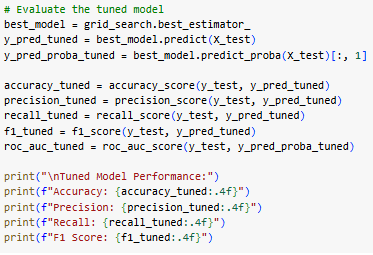 # Evaluate the tuned model
best_model = grid_search.best_estimator_
y_pred_tuned = best_model.predict(X_test)
y_pred_proba_tuned = best_model.predict_proba(X_test)[:, 1]

accuracy_tuned = accuracy_score(y_test, y_pred_tuned)
precision_tuned = precision_score(y_test, y_pred_tuned)
recall_tuned = recall_score(y_test, y_pred_tuned)
f1_tuned = f1_score(y_test, y_pred_tuned)
roc_auc_tuned = roc_auc_score(y_test, y_pred_proba_tuned)

print("\nTuned Model Performance:")
print(f"Accuracy: {accuracy_tuned:.4f}")
print(f"Precision: {precision_tuned:.4f}")
print(f"Recall: {recall_tuned:.4f}")
print(f"F1 Score: {f1_tuned:.4f}")